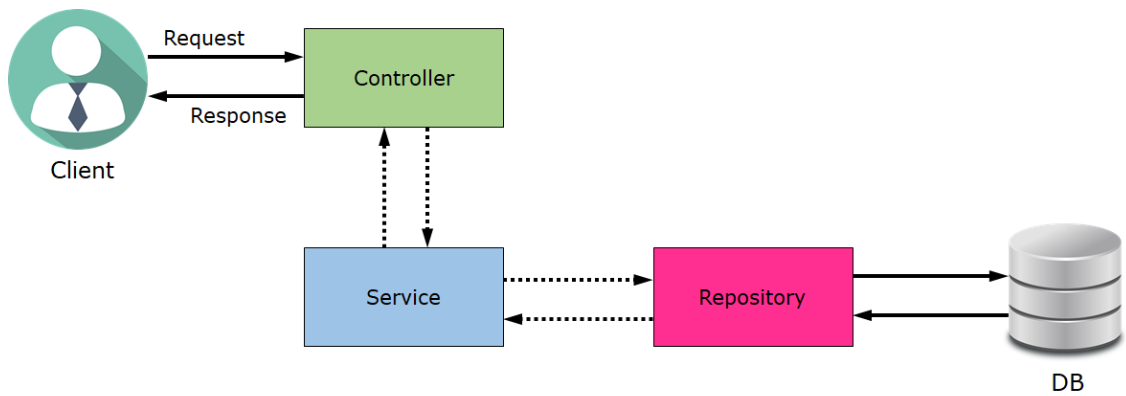 Request
Controller
Response
Client
Service
Repository
DB